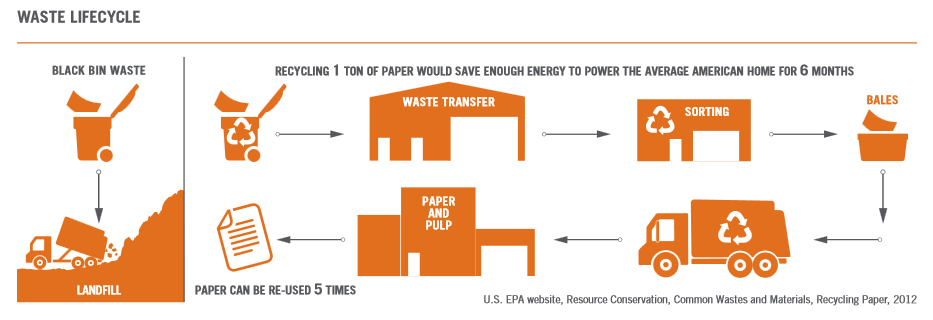 WASTE LIFECYCLE
BLACK BIN WASTE
RECYCLING 1 TON OF PAPER WOULD SAVE ENOUGH ENERGY TO POWER THE AVERAGE AMERICAN HOME FOR 6 MONTHS
WASTE TRANSFER
SORTING
BALES
PAPER
AND
PULP
LANDFILL
PAPER CAN BE RE-USED 5 TIMES
U.S. EPA website, Resource Conservation, Common Wastes and Materials, Recycling Paper, 2012